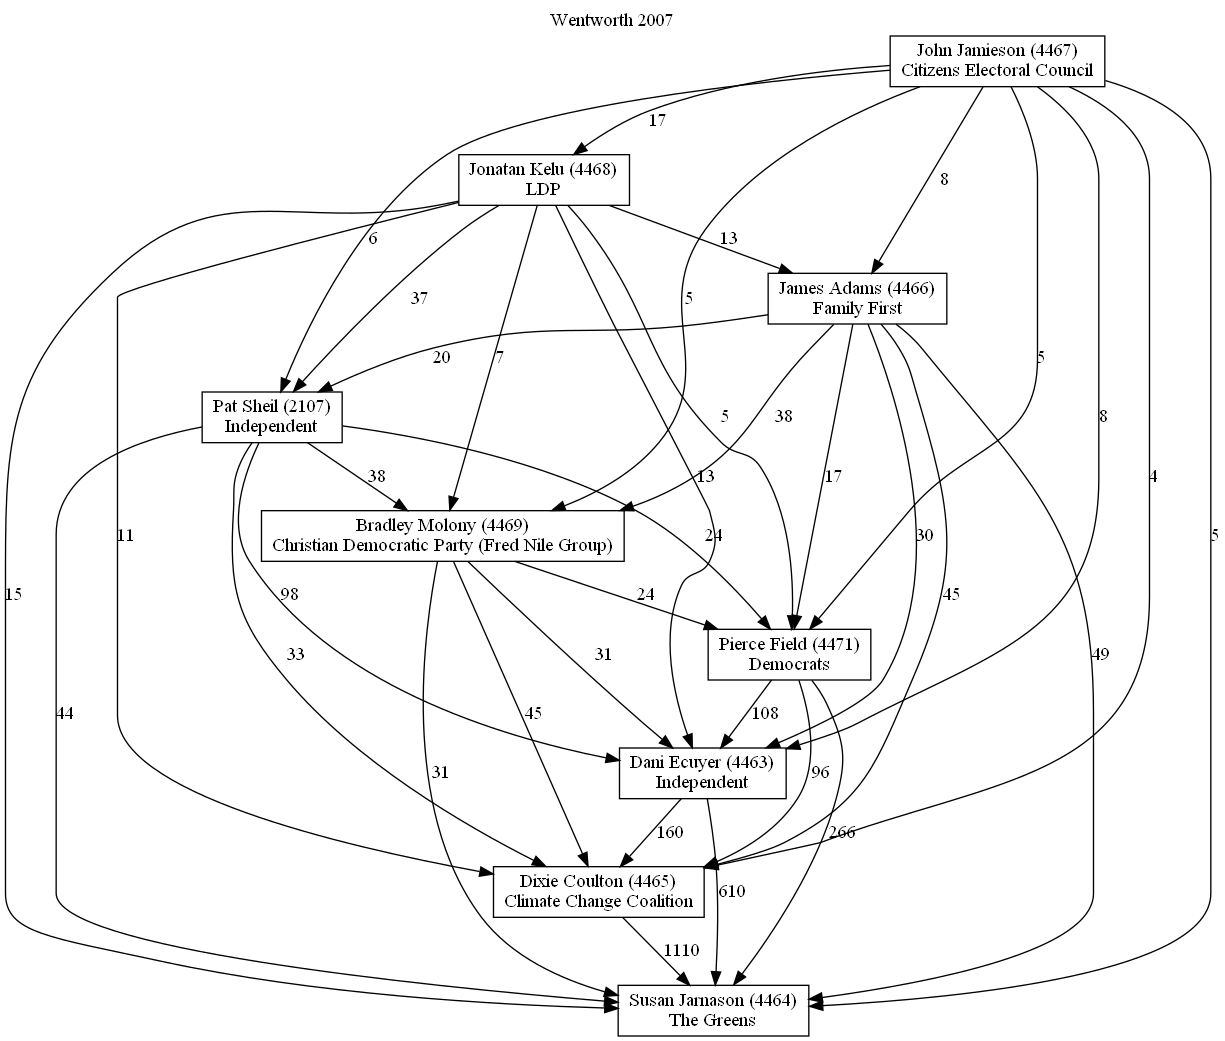 Wentworth 2007
John Jamieson (4467)
Citizens Electoral Council
17
Jonatan Kelu (4468)
LDP
8
6
13
James Adams (4466)
Family First
37
5
20
7
5
5
38
8
Pat Sheil (2107)
Independent
38
13
17
4
Bradley Molony (4469)
Christian Democratic Party (Fred Nile Group)
11
24
30
5
15
98
24
45
33
31
Pierce Field (4471)
Democrats
49
44
45
108
Dani Ecuyer (4463)
Independent
31
96
160
266
Dixie Coulton (4465)
Climate Change Coalition
610
1110
Susan Jarnason (4464)
The Greens